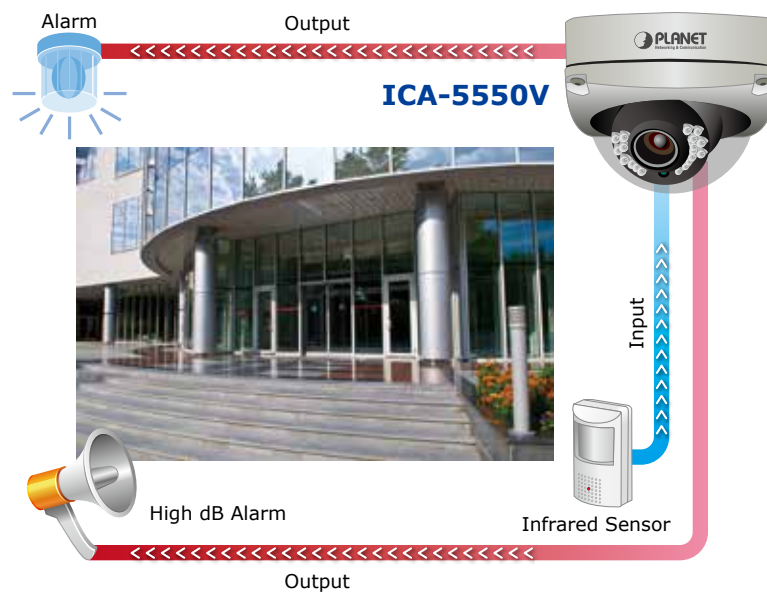 Alarm
Output
PLANET
Networking & Communication
ICA-5550V
Input
High dB Alarm
Infrared Sensor
Output